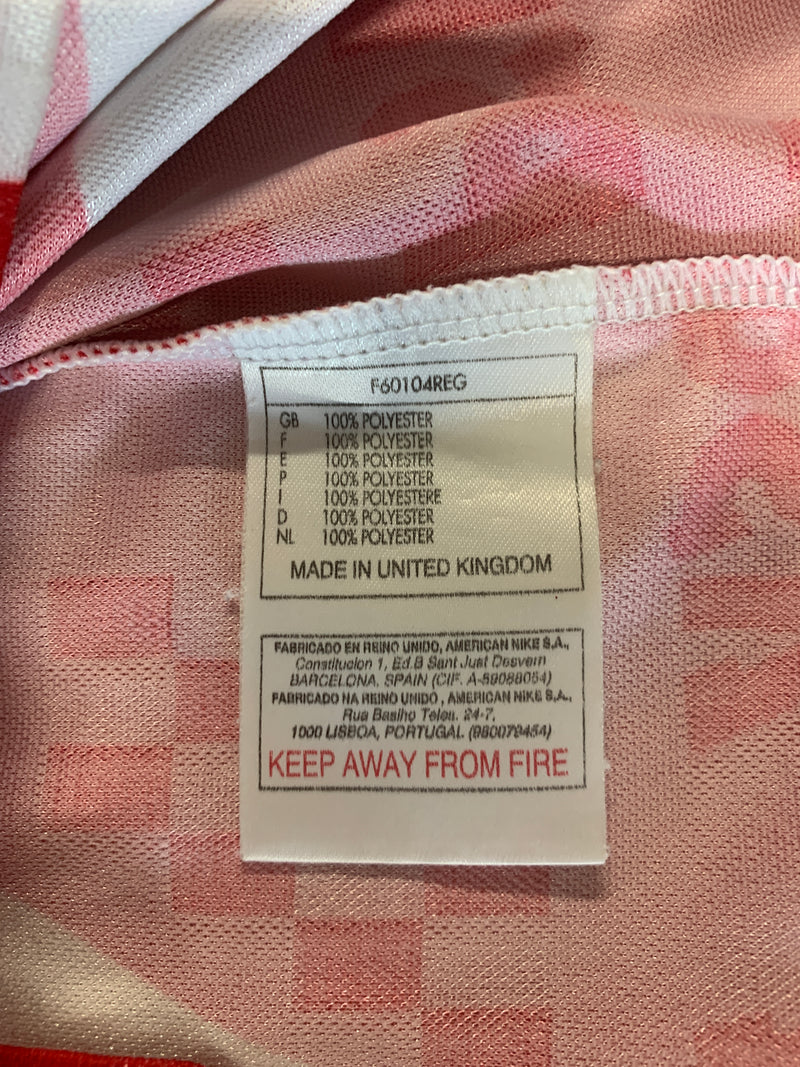 F60104REG
GB 100% POLYESTER
F 100% POLYESTER
E 100% POLYESTER
P 100% POLYESTER
I 100% POLYESTERE
D 100% POLYESTER
NL 100% POLYESTER
MADE IN UNITED KINGDOM
FABRICADO EN REINO UNIDO, AMERICAN NIKE S.A.,
Constitucion 1, Ed.B Sant Just Desvern
BARCELONA, SPAIN (CIF. A-59088054)
FABRICADO NA REINO UNIDO, AMERICAN NIKE S.A.,
Rua Basilho Teles. 24-7,
1000 LISBOA, PORTUGAL (980079454)
KEEP AWAY FROM FIRE